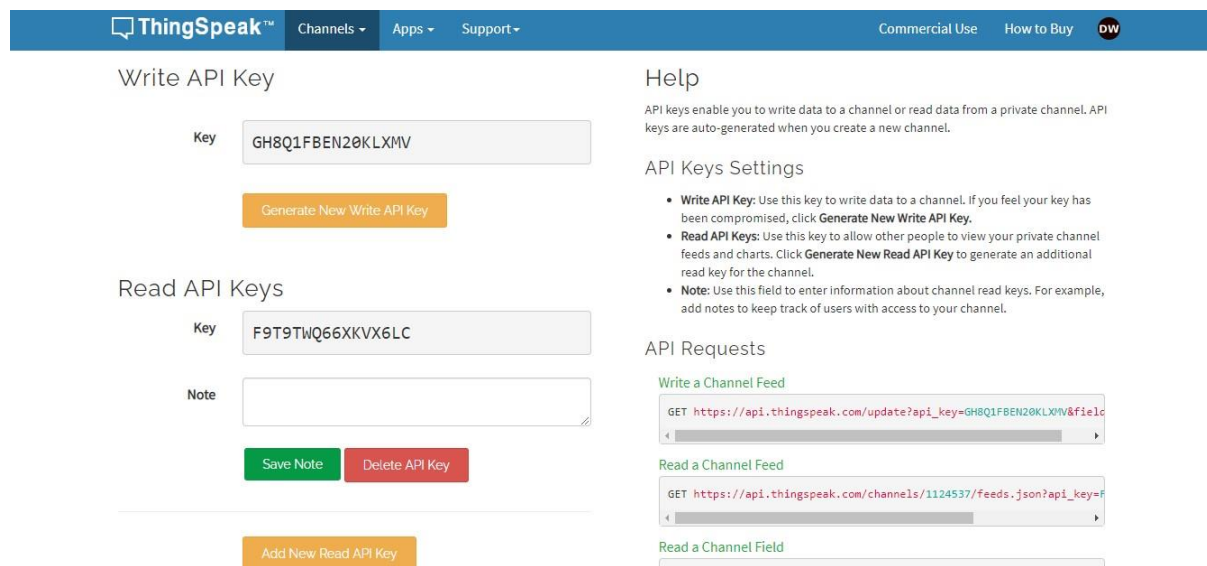 ThingSpeak™ Channels Apps Support Commercial Use How to Buy DW
Write API Key
Key GH8Q1FBEN20KLXMV
Generate New Write API Key
Read API Keys
Key F9T9TWQ66XKVX6LC
Note
Save Note Delete API Key
Add New Read API Key
Help
API keys enable you to write data to a channel or read data from a private channel. API
keys are auto-generated when you create a new channel.
API Keys Settings
• Write API Key: Use this key to write data to a channel. If you feel your key has
been compromised, click Generate New Write API Key.
• Read API Keys: Use this key to allow other people to view your private channel
feeds and charts. Click Generate New Read API Key to generate an additional
read key for the channel.
• Note: Use this field to enter information about channel read keys. For example,
add notes to keep track of users with access to your channel.
API Requests
Write a Channel Feed
GET https://api.thingspeak.com/update?api_key=GH8Q1FBEN20KLXMV&field
Read a Channel Feed
GET https://api.thingspeak.com/channels/1124537/feeds.json?api_key=F
Read a Channel Field